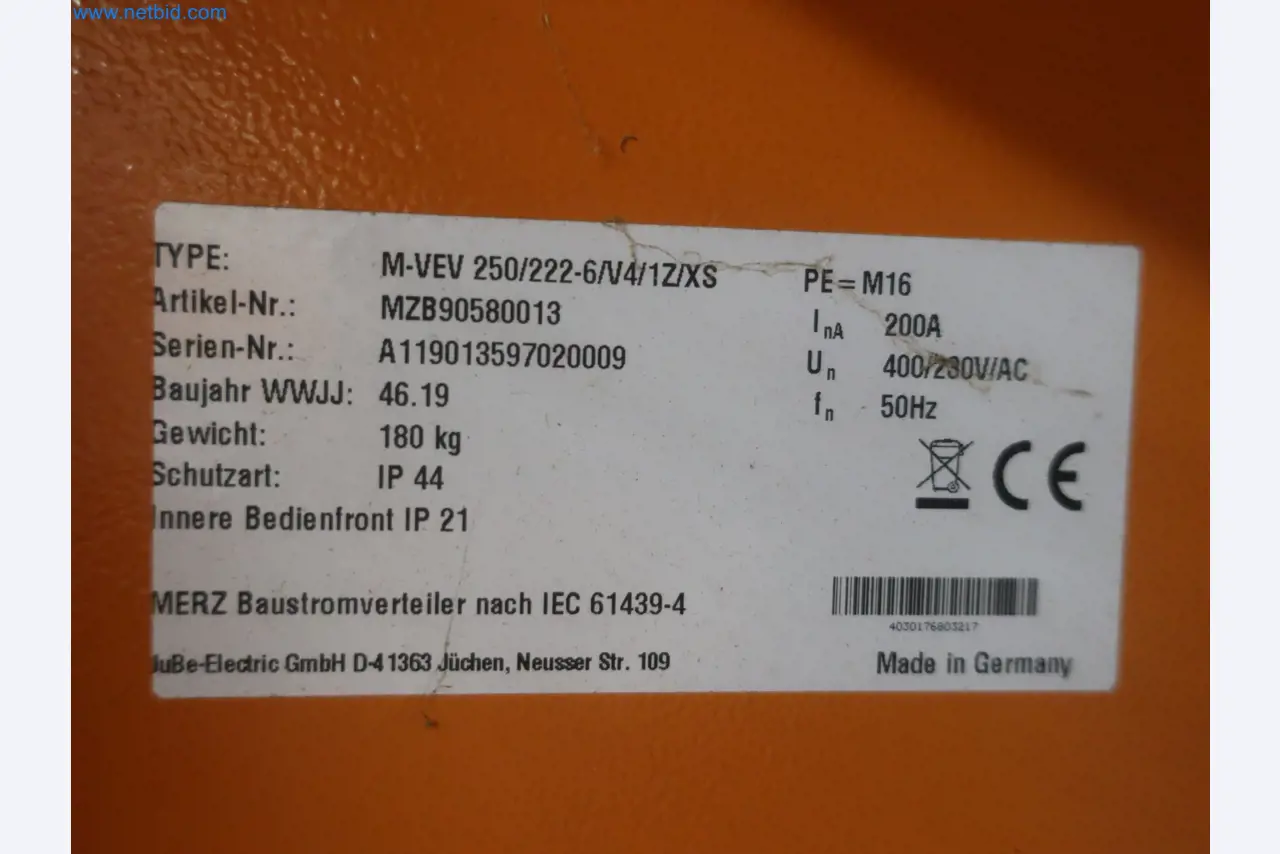 www.netbid.com
TYPE: M-VEV 250/222-6/V4/1Z/XS
Artikel-Nr.: MZB90580013
Serien-Nr.: A119013597020009
Baujahr WWJJ: 46.19
Gewicht: 180 kg
Schutzart: IP 44
Innere Bedienfront IP 21
PE = M16
InA 200A
Un 400/230V/AC
fn 50Hz
CE
MERZ Baustromverteiler nach IEC 61439-4
4030176803217
JuBe-Electric GmbH D-41363 Jüchen, Neusser Str. 109
Made in Germany